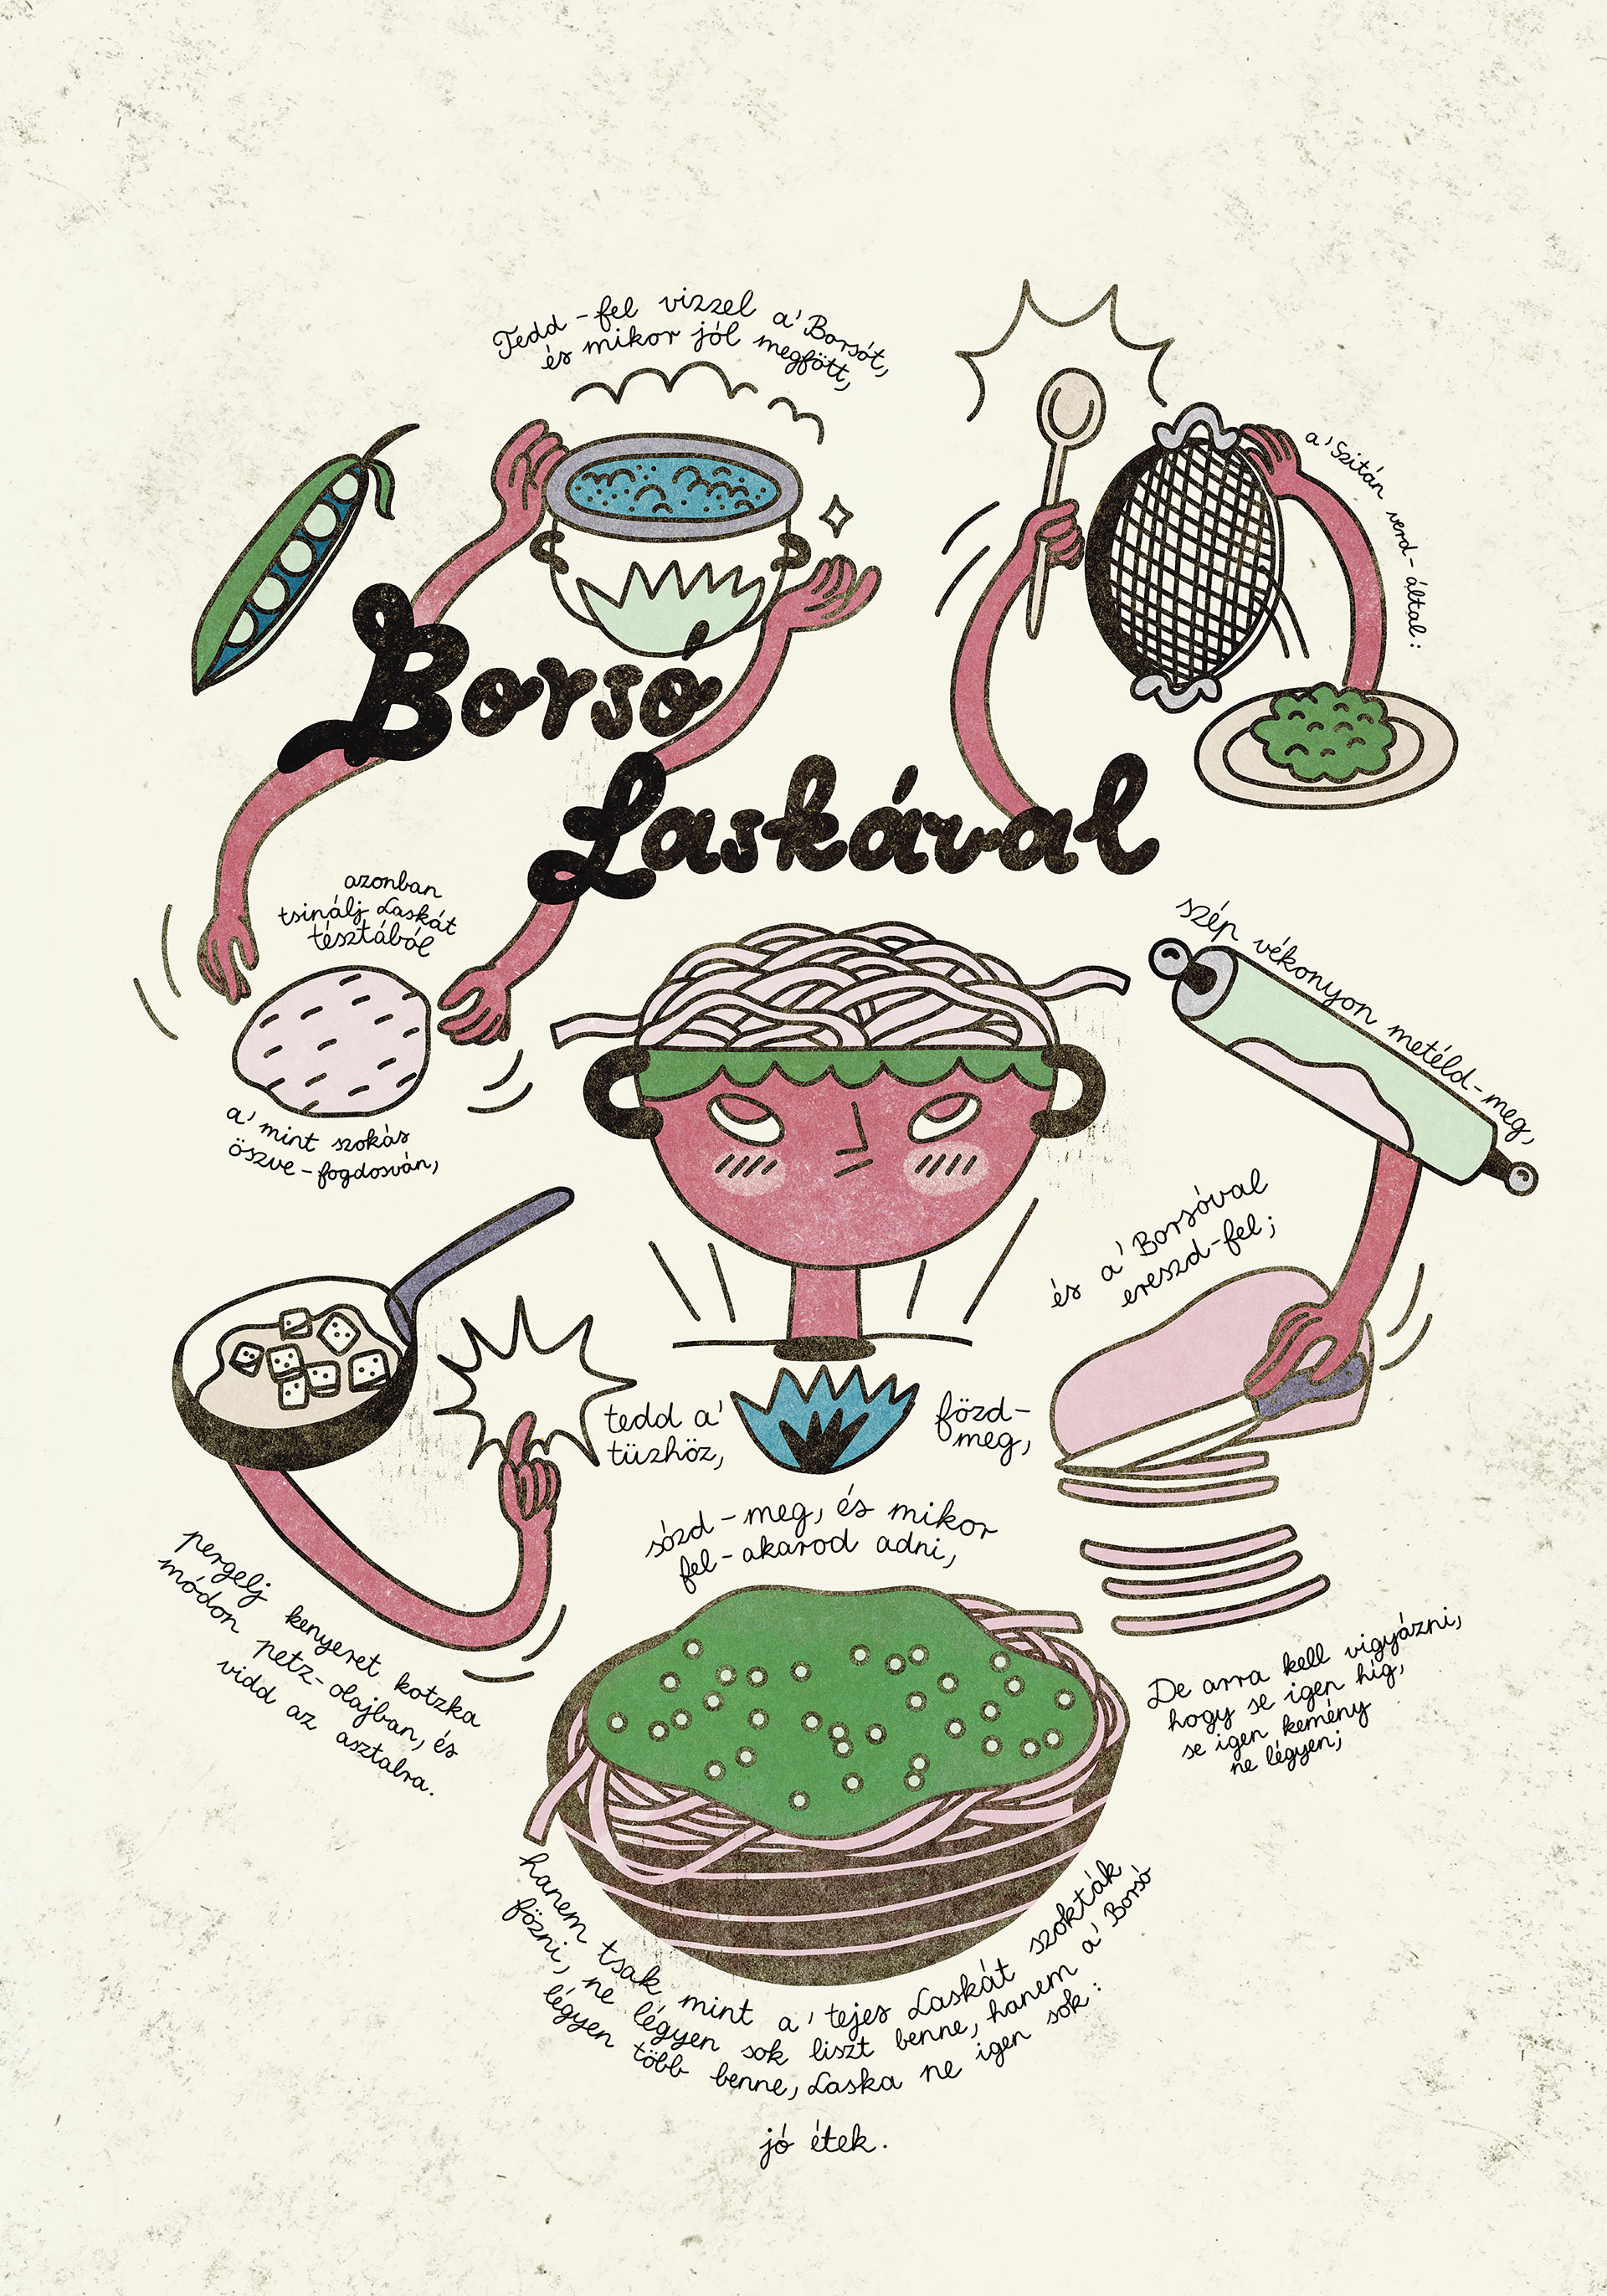 Tedd-fel vizzel a' Borsót,
és mikor jól megfött,
a' Szitán verd-által:
Borsó
Laskával
azonban
tsinálj Laskát
tésztából
a' mint szokás
öszve-fogdosván,
szép vékonyon metéld-meg,
és a' Borsóval
ereszd-fel;
tedd a'
tüzhöz,
fözd-
meg,
sózd-meg, és mikor
fel-akarod adni,
pergelj kenyeret kotzka
módon petz-olajban, és
vidd az asztalra.
De arra kell vigyázni,
hogy se igen híg,
se igen kemény
ne légyen;
hanem tsak mint a' tejes Laskát szokták
fözni, ne légyen sok liszt benne, hanem a' Borsó
légyen több benne, Laska ne igen sok:
jó étek.